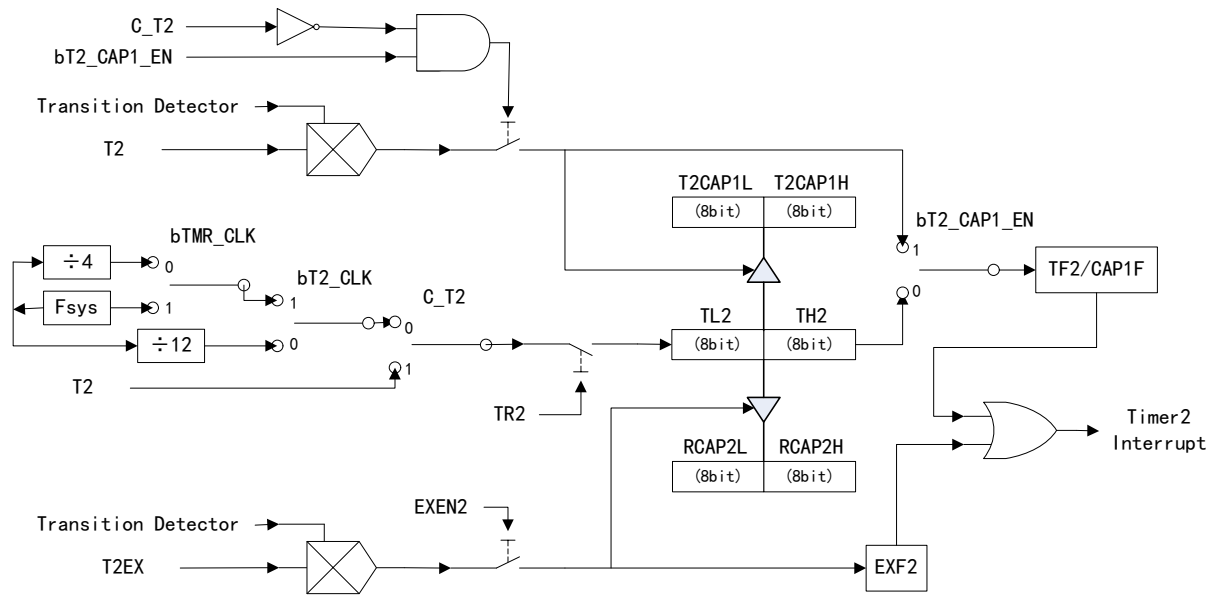 C_T2
bT2_CAP1_EN
Transition Detector
T2
T2CAP1L T2CAP1H
(8bit) (8bit)
bT2_CAP1_EN
1
0
TF2/CAP1F
bTMR_CLK
÷4
0
Fsys
1
÷12
bT2_CLK
1
0
C_T2
0
1
T2
TR2
TL2 TH2
(8bit) (8bit)
RCAP2L RCAP2H
(8bit) (8bit)
Timer2
Interrupt
Transition Detector
T2EX
EXEN2
EXF2